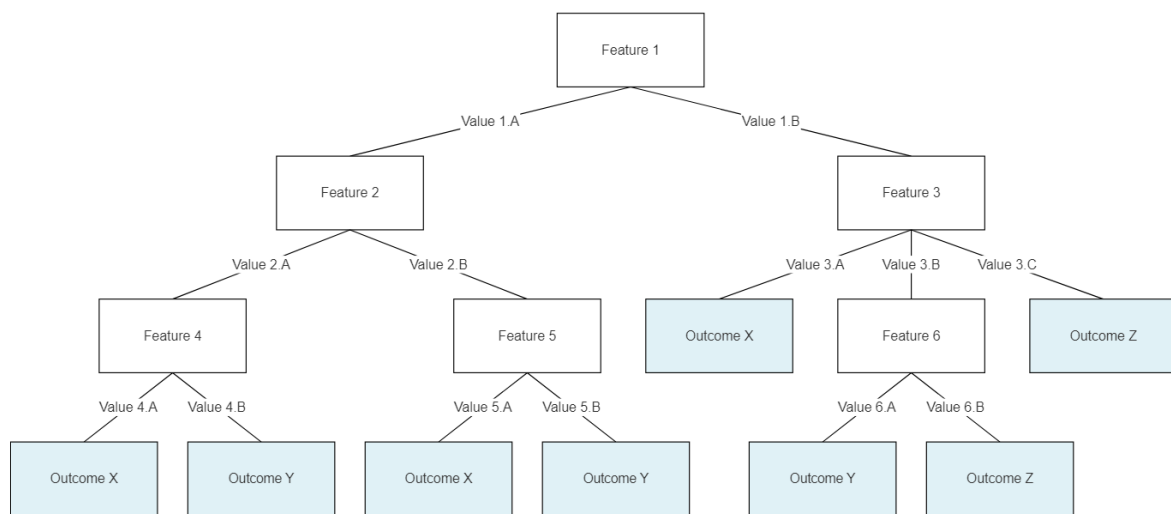 Feature 1
Value 1.A
Value 1.B
Feature 2
Feature 3
Value 2.A
Value 2.B
Value 3.A
Value 3.B
Value 3.C
Feature 4
Feature 5
Outcome X
Feature 6
Outcome Z
Value 4.A
Value 4.B
Value 5.A
Value 5.B
Value 6.A
Value 6.B
Outcome X
Outcome Y
Outcome X
Outcome Y
Outcome Y
Outcome Z